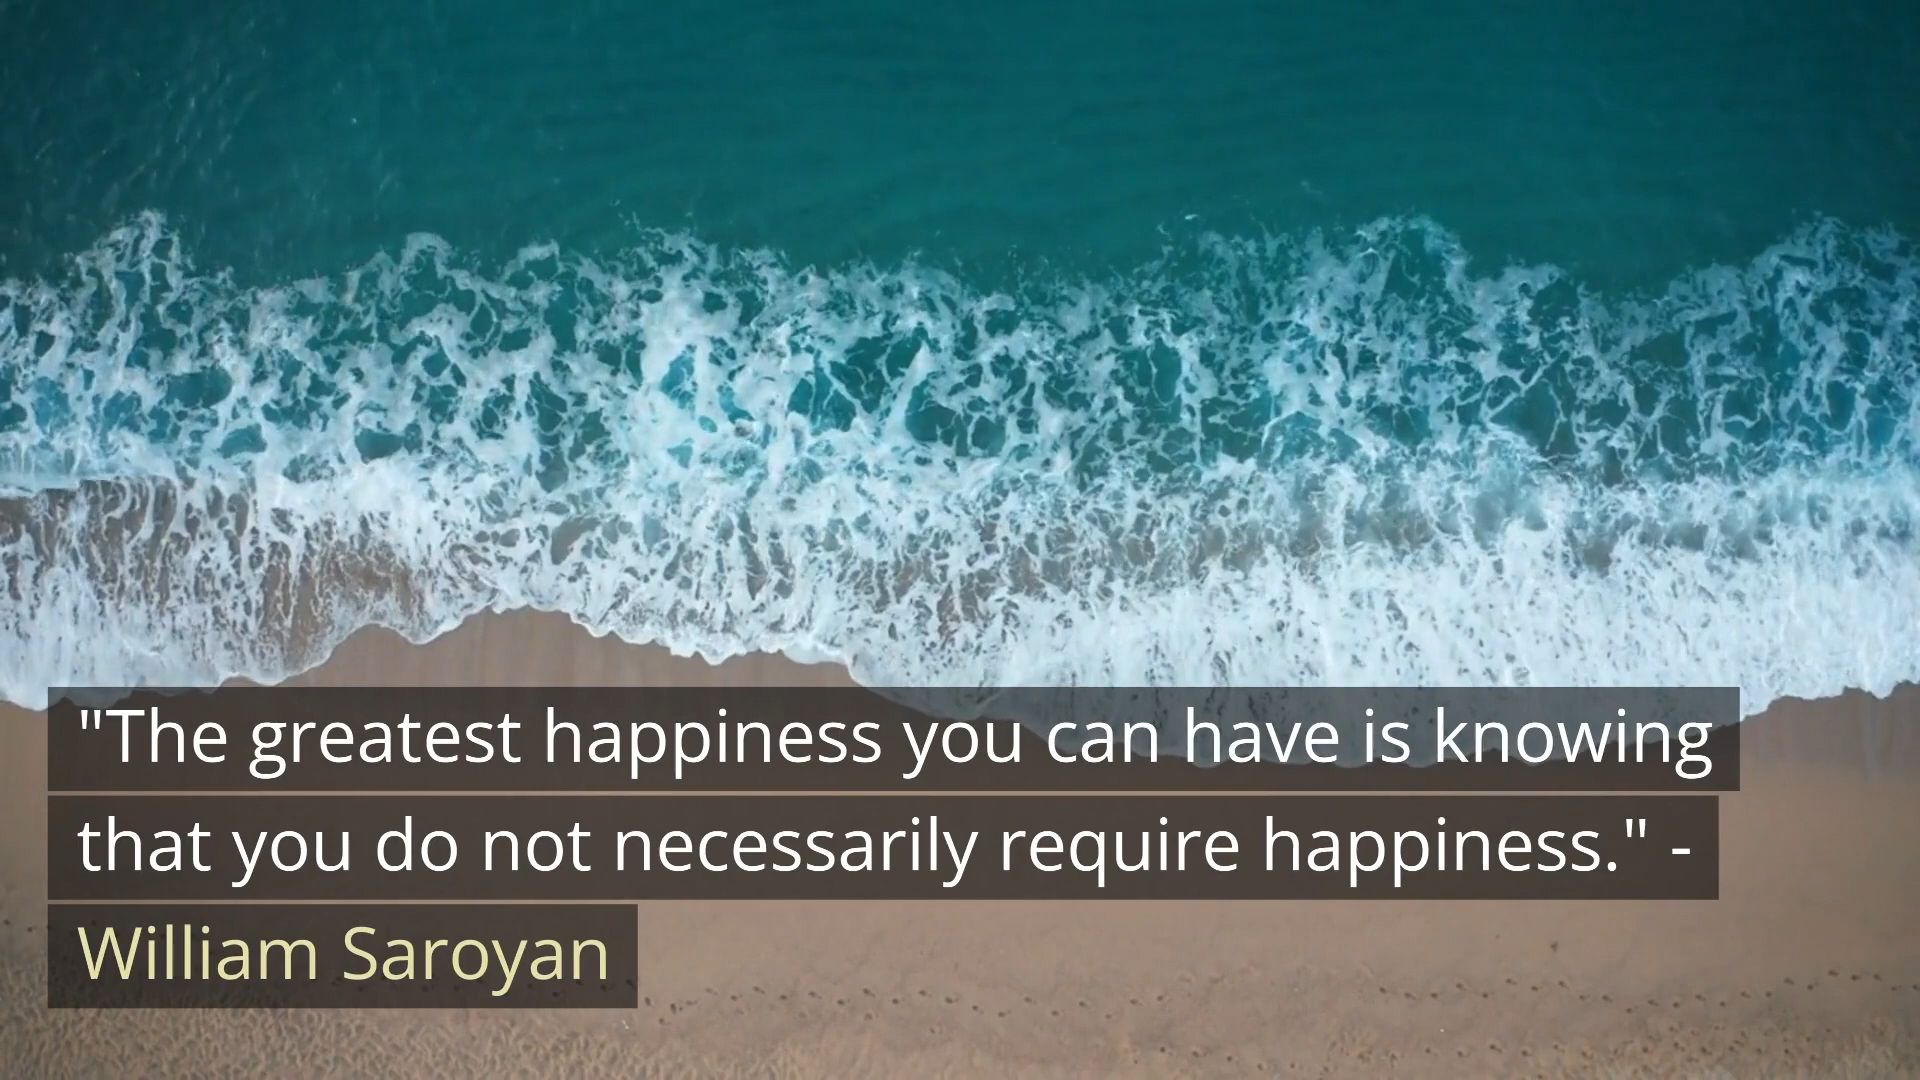 "The greatest happiness you can have is knowing
that you do not necessarily require happiness." -
William Saroyan